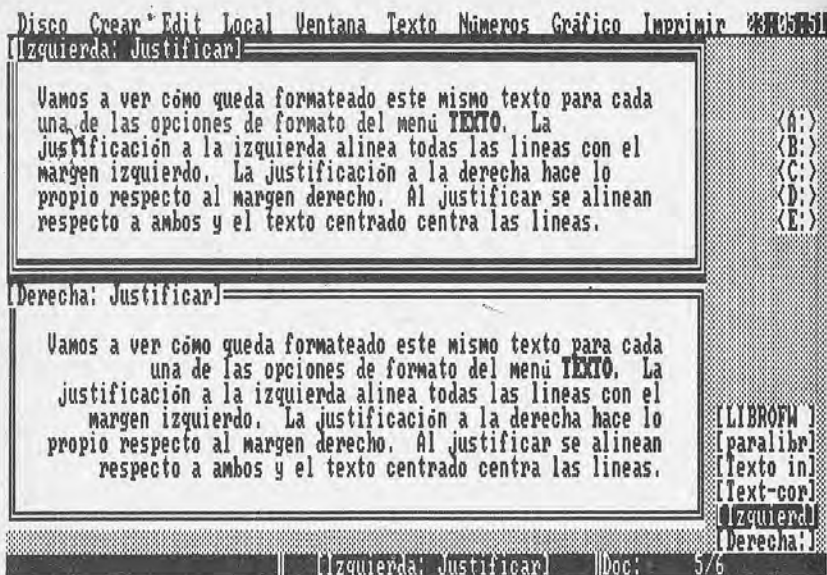 Disco Crear Edit Local Ventana Texto Números Gráfico Imprimir 23:05:51
[Izquierda: Justificar]
Vamos a ver cómo queda formateado este mismo texto para cada
una de las opciones de formato del menú TEXTO. La
justificación a la izquierda alinea todas las lineas con el
margen izquierdo. La justificación a la derecha hace lo
propio respecto al margen derecho. Al justificar se alinean
respecto a ambos y el texto centrado centra las lineas.
<A:>
<B:>
<C:>
<D:>
<E:>
[Derecha: Justificar]
Vamos a ver cómo queda formateado este mismo texto para cada
una de las opciones de formato del menú TEXTO. La
justificación a la izquierda alinea todas las lineas con el
margen izquierdo. La justificación a la derecha hace lo
propio respecto al margen derecho. Al justificar se alinean
respecto a ambos y el texto centrado centra las lineas.
[LIBROFW ]
[paralibr]
[Texto in]
[Text-cor]
[Izquierd]
[Derecha:]
[Izquierda: Justificar] Doc: 5/6